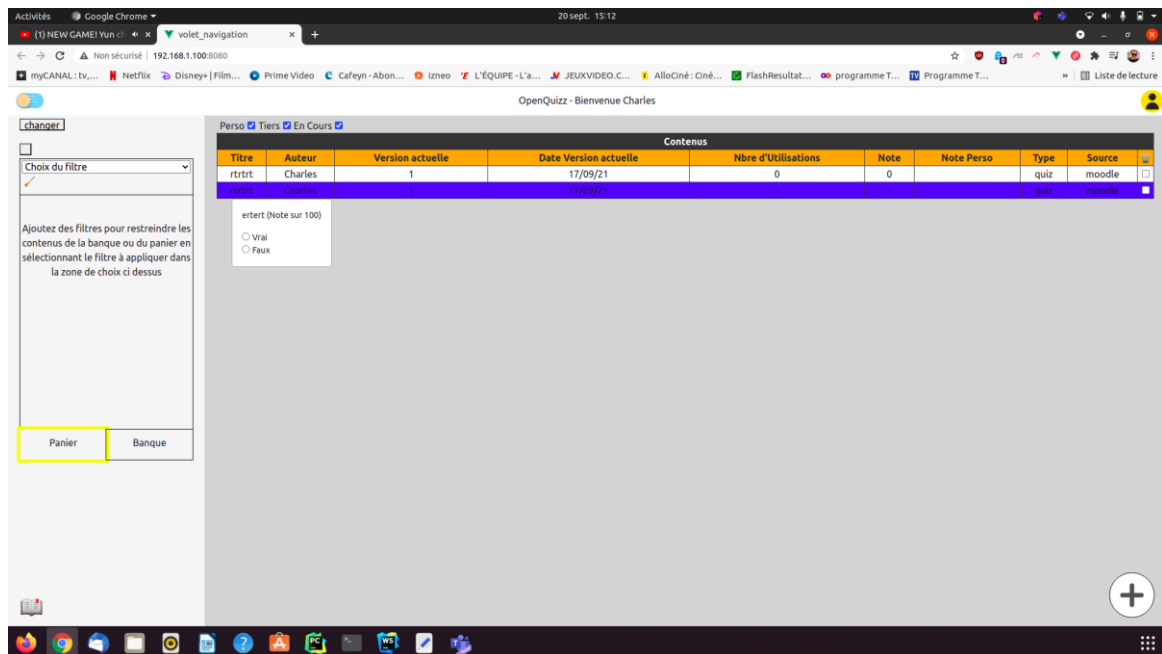 Activités Google Chrome 20 sept. 15:12
(1) NEW GAME! Yun ch volet_navigation
Non sécurisé | 192.168.1.100:8080
myCANAL : tv,... Netflix Disney+ | Film... Prime Video Cafeyn - Abon... izneo L'ÉQUIPE - L'a... JEUXVIDEO.C... AlloCiné : Ciné... FlashResultat... programme T... Programme T... » Liste de lecture
OpenQuizz - Bienvenue Charles
changer
Perso Tiers En Cours
Contenus
Choix du filtre
Titre Auteur Version actuelle Date Version actuelle Nbre d'Utilisations Note Note Perso Type Source
rtrtrt Charles 1 17/09/21 0 0 quiz moodle
rtrtrt Charles 1 17/09/21 - - quiz moodle
ertert (Note sur 100)
Vrai
Faux
Ajoutez des filtres pour restreindre les
contenus de la banque ou du panier en
sélectionnant le filtre à appliquer dans
la zone de choix ci dessus
Panier Banque